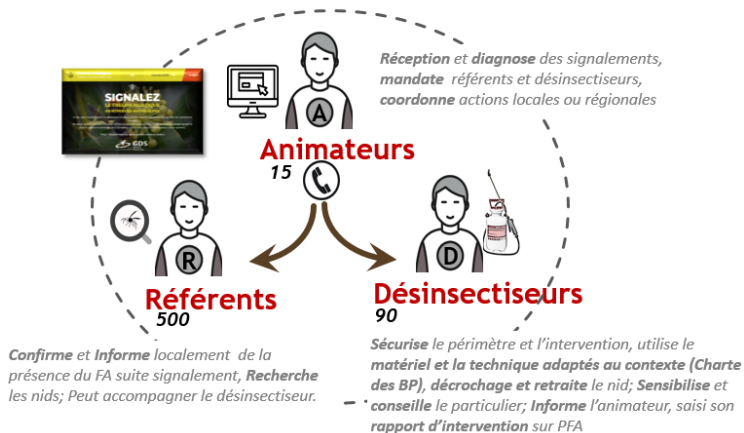 Réception et diagnose des signalements,
mandate référents et désinsectiseurs,
coordonne actions locales ou régionales
SIGNALEZ
LE FRELON ASIATIQUE
GDS
A
Animateurs
15
R
Référents
500
D
Désinsectiseurs
90
Confirme et Informe localement de la
présence du FA suite signalement, Recherche
les nids; Peut accompagner le désinsectiseur.
Sécurise le périmètre et l'intervention, utilise le
matériel et la technique adaptés au contexte (Charte
des BP), décrochage et retraite le nid; Sensibilise et
conseille le particulier; Informe l'animateur, saisi son
rapport d'intervention sur PFA